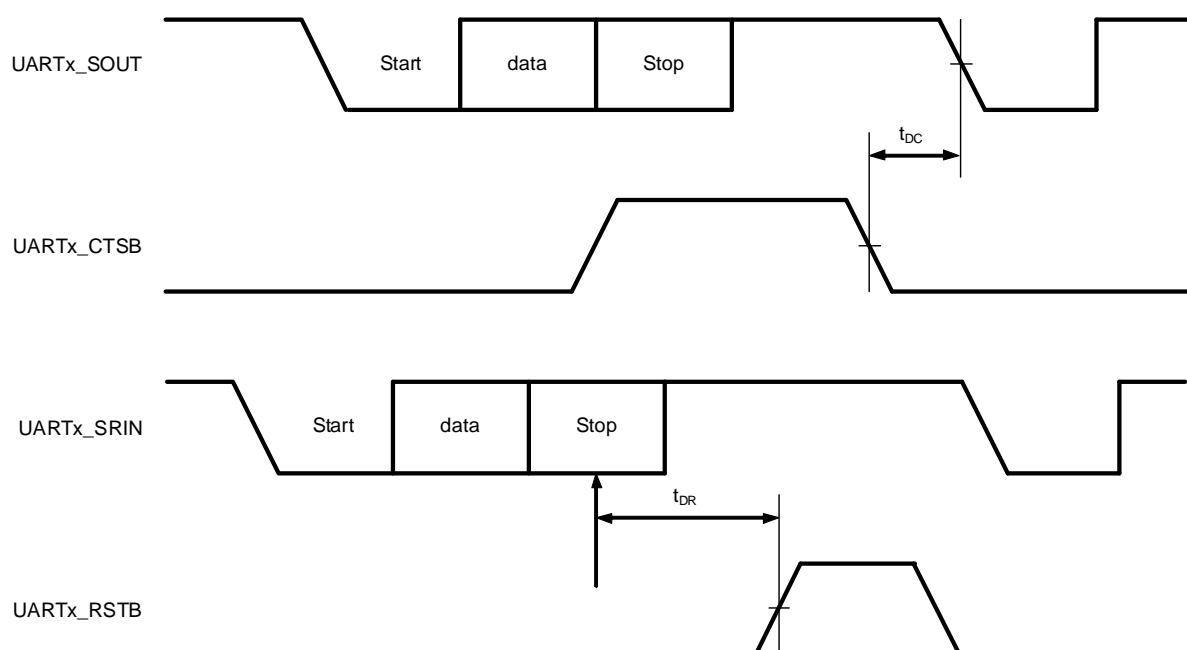 UARTx_SOUT
Start
data
Stop
tDC
UARTx_CTSB
UARTx_SRIN
Start
data
Stop
tDR
UARTx_RSTB